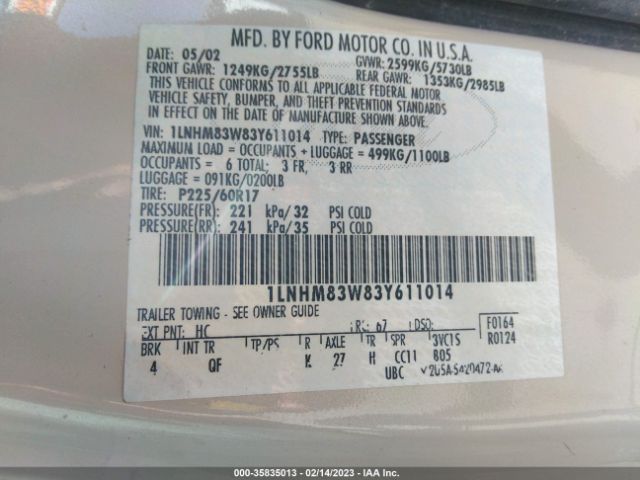 MFD. BY FORD MOTOR CO. IN U.S.A.
DATE: 05/02 GVWR: 2599KG/5730LB
FRONT GAWR: 1249KG/2755LB REAR GAWR: 1353KG/2985LB
THIS VEHICLE CONFORMS TO ALL APPLICABLE FEDERAL MOTOR
VEHICLE SAFETY, BUMPER, AND THEFT PREVENTION STANDARDS
IN EFFECT ON THE DATE OF MANUFACTURE SHOWN ABOVE.
VIN: 1LNHM83W83Y611014 TYPE: PASSENGER
MAXIMUM LOAD = OCCUPANTS + LUGGAGE = 499KG/1100LB
OCCUPANTS = 6 TOTAL; 3 FR, 3 RR
LUGGAGE = 091KG/0200LB
TIRE: P225/60R17
PRESSURE(FR): 221 kPa/32 PSI COLD
PRESSURE(RR): 241 kPa/35 PSI COLD
1LNHM83W83Y611014
TRAILER TOWING - SEE OWNER GUIDE
EXT PNT: HC RC: 67 DSO: F0164
BRK INT TR TP/PS R AXLE TR SPR 3VC1S R0124
4 QF K 27 H CC11 805
UBC
000-35835013 - 02/14/2023 - IAA Inc.